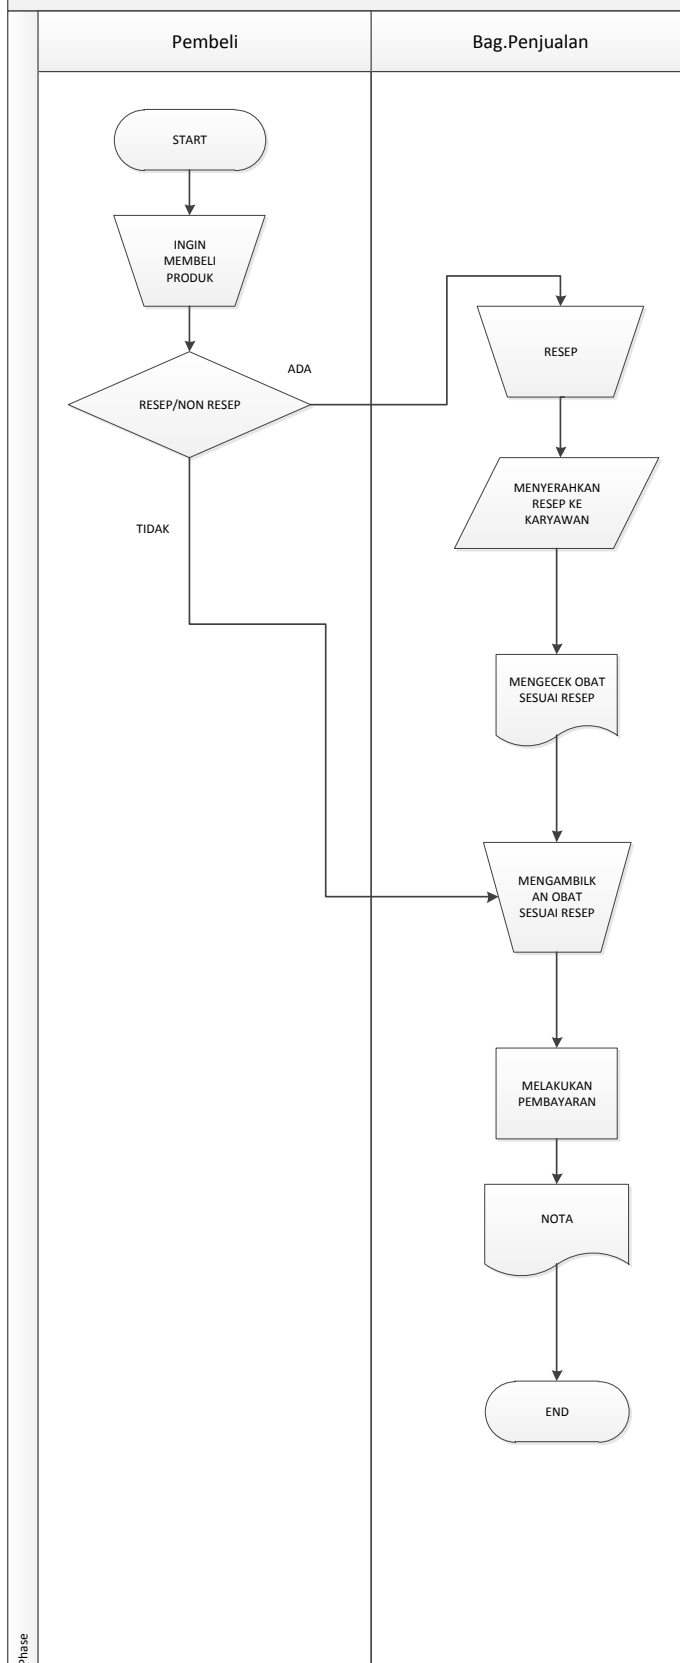 Pembeli
Bag.Penjualan
START
INGIN
MEMBELI
PRODUK
RESEP/NON RESEP
ADA
TIDAK
RESEP
MENYERAHKAN
RESEP KE
KARYAWAN
MENGECEK OBAT
SESUAI RESEP
MENGAMBILK
AN OBAT
SESUAI RESEP
MELAKUKAN
PEMBAYARAN
NOTA
END
Phase